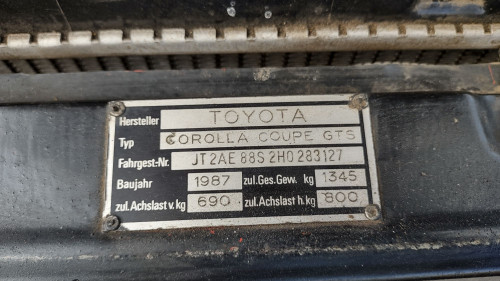 Hersteller TOYOTA
Typ COROLLA COUPE GTS
Fahrgest.-Nr. JT2AE88S2H0283127
Baujahr 1987 zul.Ges.Gew. kg 1345
zul.Achslast v.kg 690 zul.Achslast h.kg 800